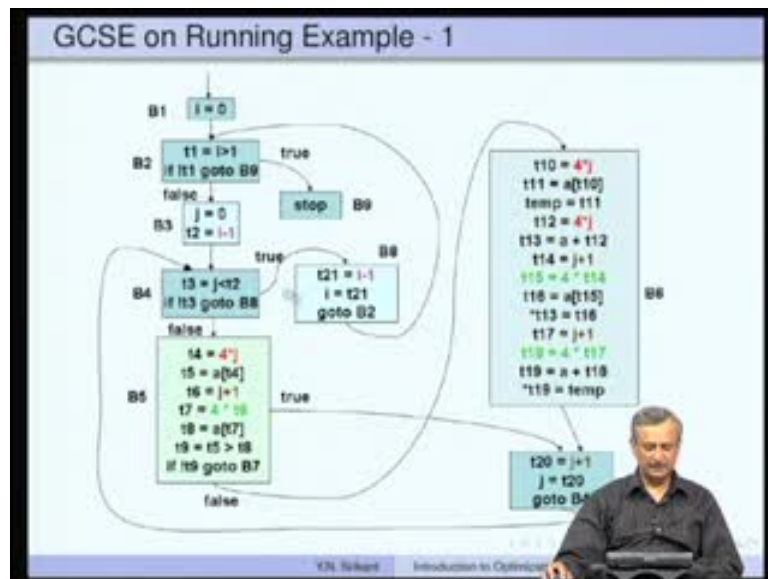 GCSE on Running Example - 1
B1
i = 0
B2
t1 = i>1
if !t1 goto B9
true
false
stop
B9
B3
j = 0
t2 = i-1
true
B8
t21 = i-1
i = t21
goto B2
B4
t3 = j<t2
if !t3 goto B8
false
B5
t4 = 4*j
t5 = a[t4]
t6 = j+1
t7 = 4 * t6
t8 = a[t7]
t9 = t5 > t8
if !t9 goto B7
true
false
t10 = 4*j
t11 = a[t10]
temp = t11
t12 = 4*j
t13 = a + t12
t14 = j+1
t15 = 4 * t14
t16 = a[t15]
*t13 = t16
t17 = j+1
t18 = 4 * t17
t19 = a + t18
*t19 = temp
B6
t20 = j+1
j = t20
goto
Y.N. Srikant
Introduction to